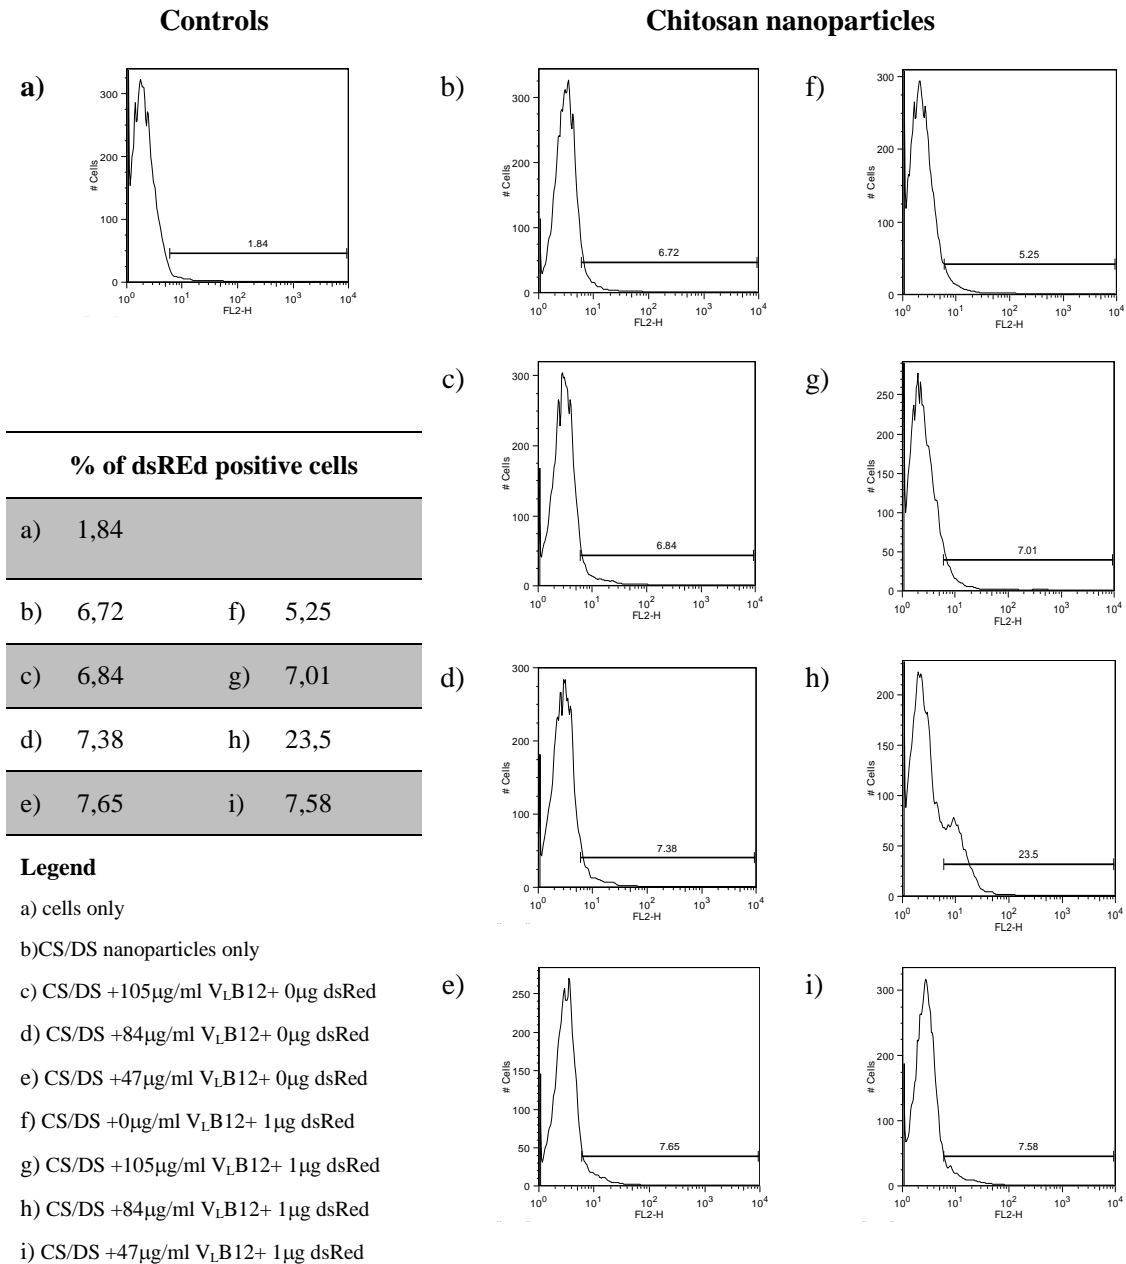 Controls
Chitosan nanoparticles
a)
300
200
100
0
# Cells
1.84
10^0 10^1 10^2 10^3 10^4
FL2-H
b)
300
200
100
0
# Cells
6.72
10^0 10^1 10^2 10^3 10^4
FL2-H
f)
300
200
100
0
# Cells
5.25
10^0 10^1 10^2 10^3 10^4
FL2-H
c)
300
200
100
0
# Cells
6.84
10^0 10^1 10^2 10^3 10^4
FL2-H
g)
250
200
150
100
50
0
# Cells
7.01
10^0 10^1 10^2 10^3 10^4
FL2-H
% of dsREd positive cells
a) 1,84
b) 6,72 f) 5,25
c) 6,84 g) 7,01
d) 7,38 h) 23,5
e) 7,65 i) 7,58
d)
300
200
100
0
# Cells
7.38
10^0 10^1 10^2 10^3 10^4
FL2-H
h)
200
150
100
50
0
# Cells
23.5
10^0 10^1 10^2 10^3 10^4
FL2-H
Legend
a) cells only
b)CS/DS nanoparticles only
c) CS/DS +105µg/ml VLB12+ 0µg dsRed
d) CS/DS +84µg/ml VLB12+ 0µg dsRed
e) CS/DS +47µg/ml VLB12+ 0µg dsRed
f) CS/DS +0µg/ml VLB12+ 1µg dsRed
g) CS/DS +105µg/ml VLB12+ 1µg dsRed
h) CS/DS +84µg/ml VLB12+ 1µg dsRed
i) CS/DS +47µg/ml VLB12+ 1µg dsRed
e)
250
200
150
100
50
0
# Cells
7.65
10^0 10^1 10^2 10^3 10^4
FL2-H
i)
300
200
100
0
# Cells
7.58
10^0 10^1 10^2 10^3 10^4
FL2-H